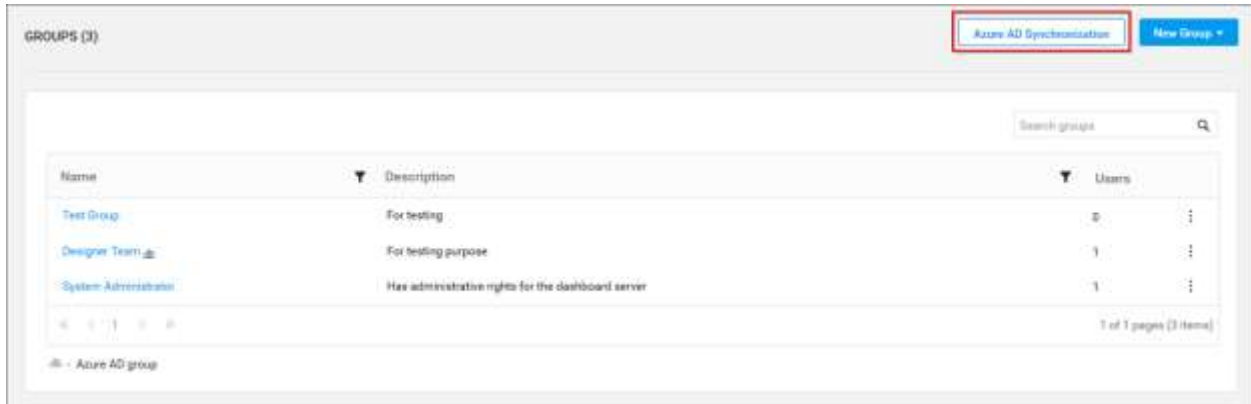 GROUPS (3)
Azure AD Synchronization
New Group
Search groups
Name Description Users
Test Group For testing 0
Designer Team For testing purpose 1
System Administrator Has administrative rights for the dashboard server 1
1 1 of 1 pages (3 items)
- Azure AD group